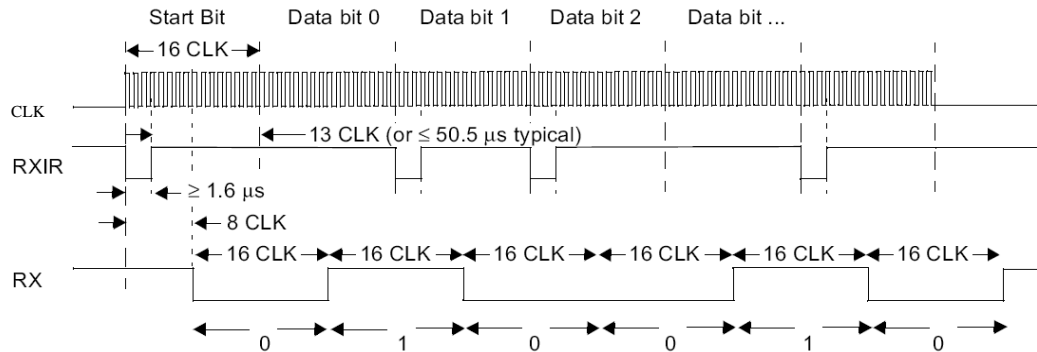 Start Bit Data bit 0 Data bit 1 Data bit 2 Data bit ...
16 CLK
CLK
13 CLK (or ≤ 50.5 μs typical)
RXIR
≥ 1.6 μs
8 CLK
16 CLK 16 CLK 16 CLK 16 CLK 16 CLK 16 CLK
RX
0 1 0 0 1 0